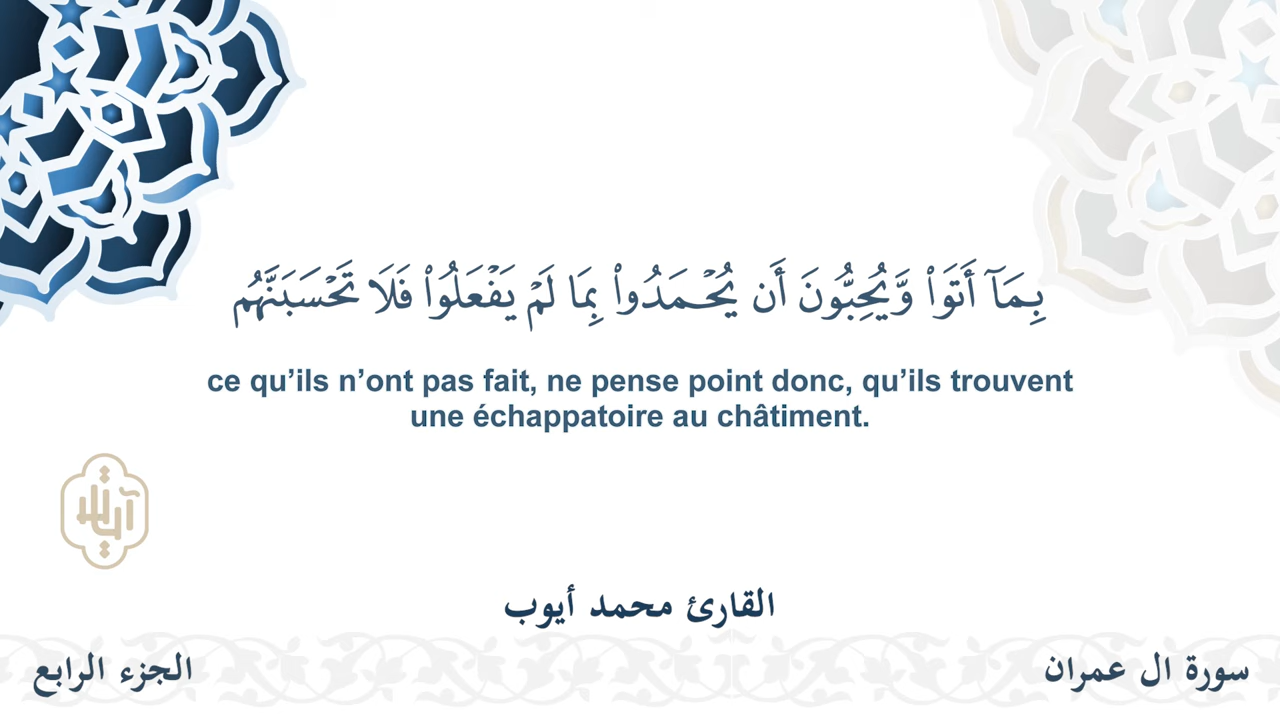 بِمَآ أَتَوا۟ وَّيُحِبُّونَ أَن يُحْمَدُوا۟ بِمَا لَمْ يَفْعَلُوا۟ فَلَا تَحْسَبَنَّهُم
ce qu’ils n’ont pas fait, ne pense point donc, qu’ils trouvent
une échappatoire au châtiment.
القارئ محمد أيوب
سورة ال عمران
الجزء الرابع